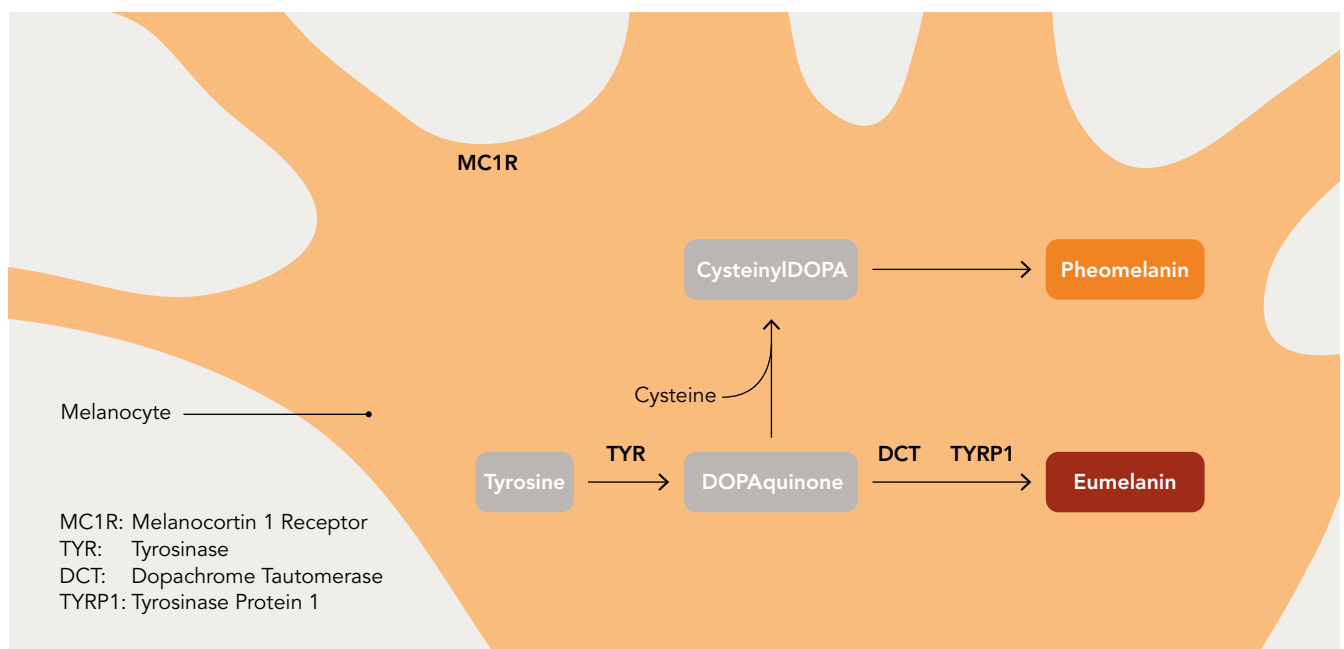 MC1R
CysteinylDOPA
Pheomelanin
Cysteine
Melanocyte
TYR
DCT TYRP1
Tyrosine
DOPAquinone
Eumelanin
MC1R: Melanocortin 1 Receptor
TYR: Tyrosinase
DCT: Dopachrome Tautomerase
TYRP1: Tyrosinase Protein 1